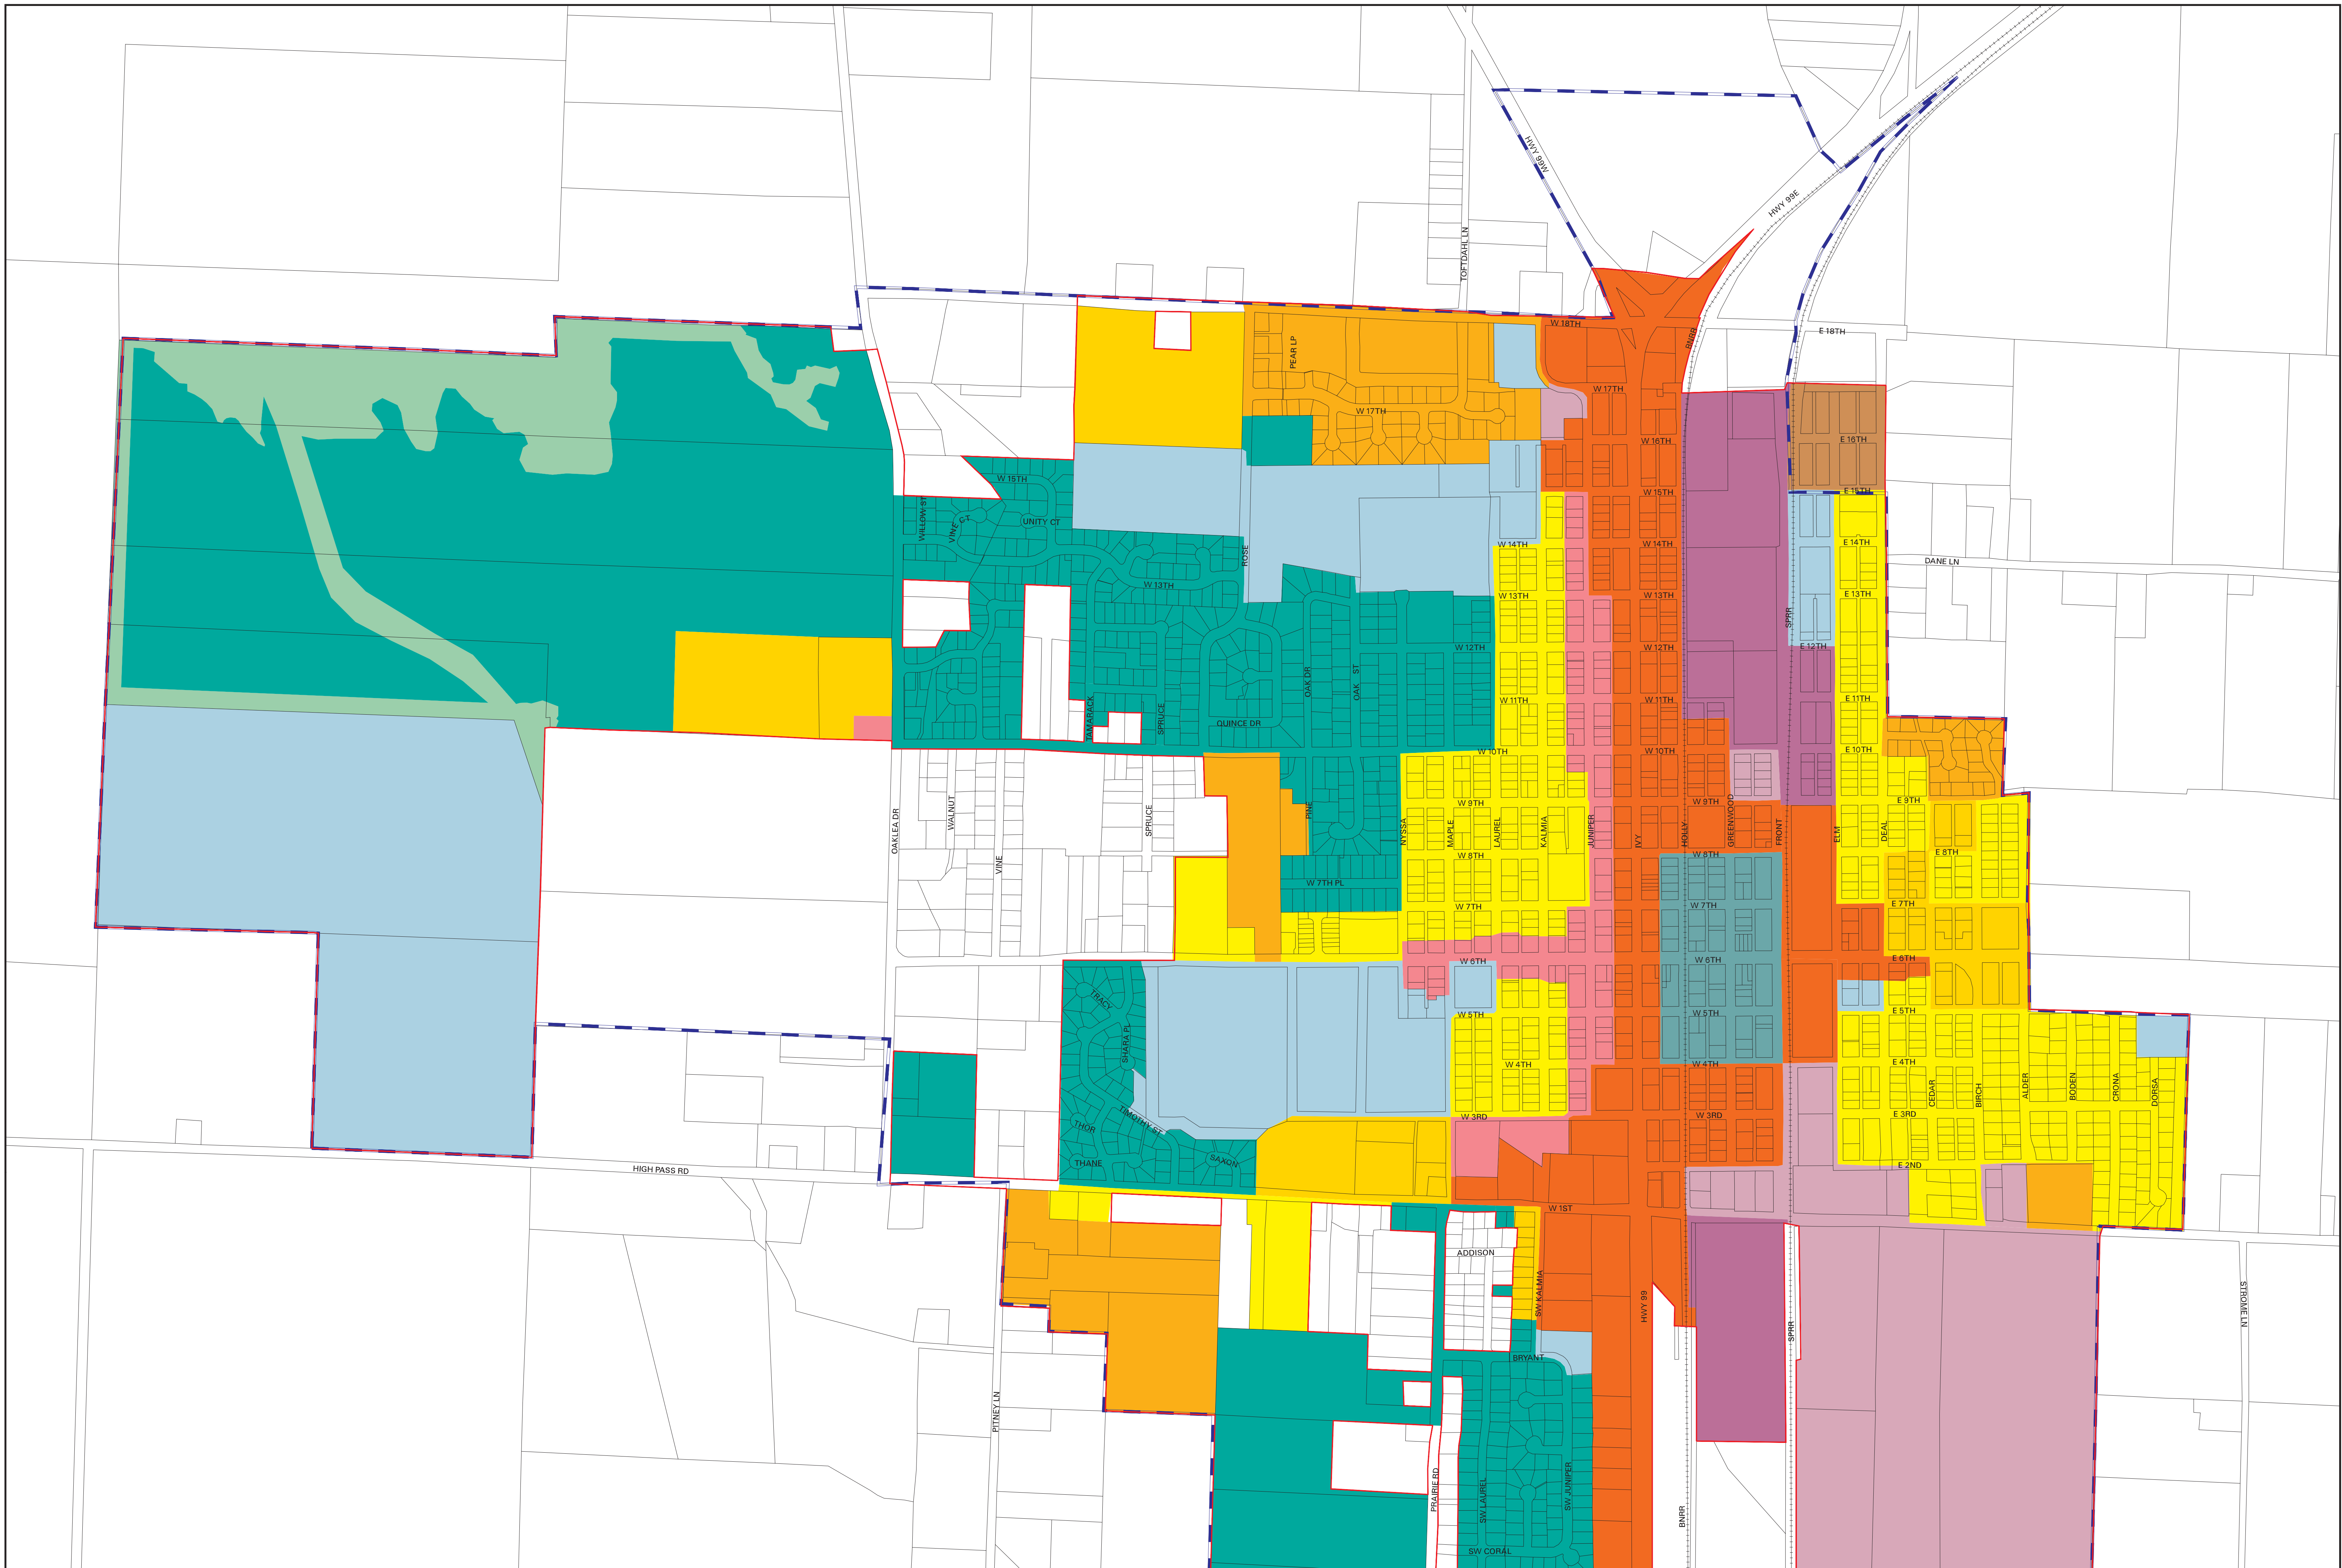 HWY 99W
HWY 99E
TOFTDAHL LN
W 18TH
BNRR
E 18TH
PEAR LP
W 17TH
W 17TH
W 16TH
E 16TH
W 15TH
W 15TH
E 15TH
WILLOW ST
VINE CT
UNITY CT
ROSE
W 14TH
W 14TH
E 14TH
DANE LN
W 13TH
W 13TH
W 13TH
E 13TH
SPRR
W 12TH
W 12TH
E 12TH
OAK DR
OAK ST
TAMARACK
SPRUCE
QUINCE DR
W 11TH
W 11TH
E 11TH
W 10TH
W 10TH
E 10TH
OAKLEA DR
WALNUT
VINE
SPRUCE
PINE
NYSSA
MAPLE
LAUREL
KALMIA
JUNIPER
IVY
HOLLY
GREENWOOD
FRONT
ELM
DEAL
W 9TH
W 9TH
E 9TH
W 8TH
W 8TH
E 8TH
W 7TH PL
W 7TH
W 7TH
E 7TH
W 6TH
W 6TH
E 6TH
TRACY
SHARA PL
W 5TH
W 5TH
E 5TH
W 4TH
W 4TH
E 4TH
CEDAR
BIRCH
ALDER
BODEN
CRONA
DORSA
THOR
TIMOTHY ST
W 3RD
W 3RD
E 3RD
THANE
SAXON
HIGH PASS RD
E 2ND
W 1ST
ADDISON
SW KALMIA
HWY 99
SPRR
STROME LN
BRYANT
PITNEY LN
PRAIRIE RD
SW LAUREL
SW JUNIPER
BNRR
SW CORAL